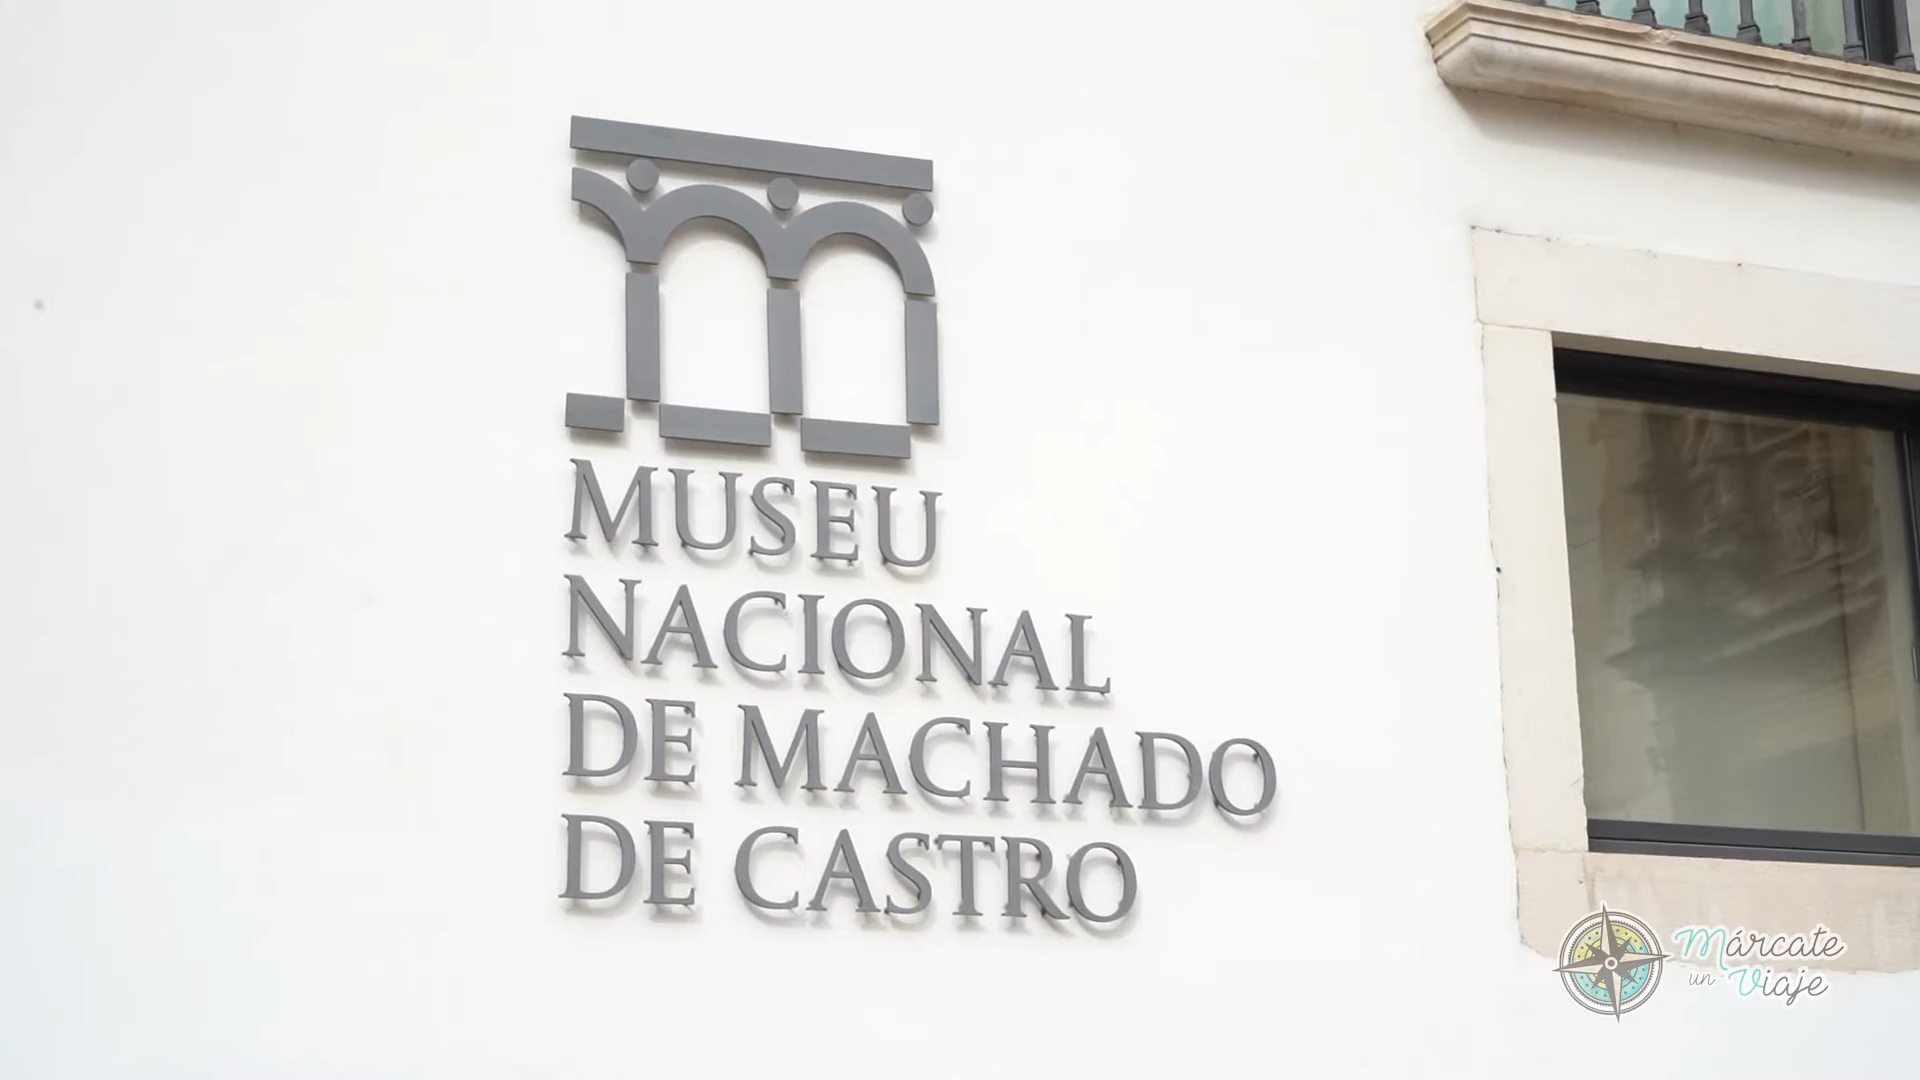 MUSEU
NACIONAL
DE MACHADO
DE CASTRO
Márcate
un Viaje